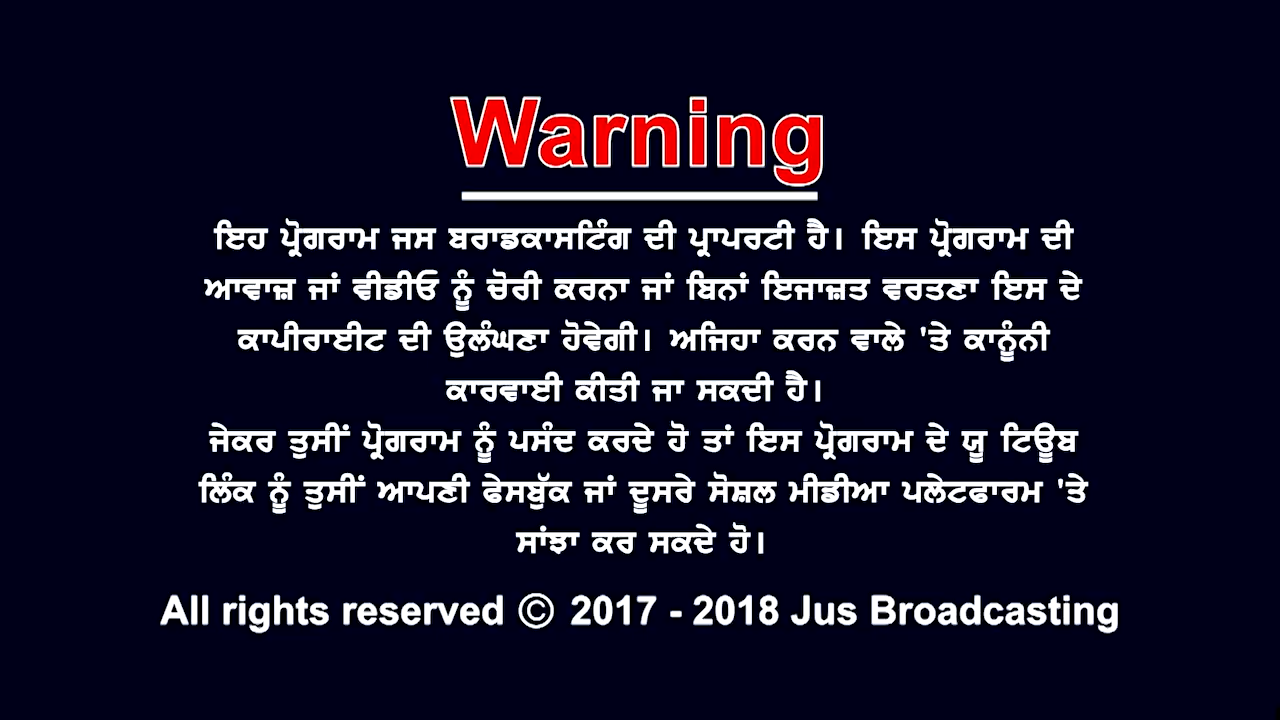 Warning
ਇਹ ਪ੍ਰੋਗਰਾਮ ਜਸ ਬਰਾਡਕਾਸਟਿੰਗ ਦੀ ਪ੍ਰਾਪਰਟੀ ਹੈ। ਇਸ ਪ੍ਰੋਗਰਾਮ ਦੀ
ਆਵਾਜ਼ ਜਾਂ ਵੀਡੀਓ ਨੂੰ ਚੋਰੀ ਕਰਨਾ ਜਾਂ ਬਿਨਾਂ ਇਜਾਜ਼ਤ ਵਰਤਣਾ ਇਸ ਦੇ
ਕਾਪੀਰਾਈਟ ਦੀ ਉਲੰਘਣਾ ਹੋਵੇਗੀ। ਅਜਿਹਾ ਕਰਨ ਵਾਲੇ 'ਤੇ ਕਾਨੂੰਨੀ
ਕਾਰਵਾਈ ਕੀਤੀ ਜਾ ਸਕਦੀ ਹੈ।
ਜੇਕਰ ਤੁਸੀਂ ਪ੍ਰੋਗਰਾਮ ਨੂੰ ਪਸੰਦ ਕਰਦੇ ਹੋ ਤਾਂ ਇਸ ਪ੍ਰੋਗਰਾਮ ਦੇ ਯੂ ਟਿਊਬ
ਲਿੰਕ ਨੂੰ ਤੁਸੀਂ ਆਪਣੀ ਫੇਸਬੁੱਕ ਜਾਂ ਦੂਸਰੇ ਸੋਸ਼ਲ ਮੀਡੀਆ ਪਲੇਟਫਾਰਮ 'ਤੇ
ਸਾਂਝਾ ਕਰ ਸਕਦੇ ਹੋ।
All rights reserved © 2017 - 2018 Jus Broadcasting